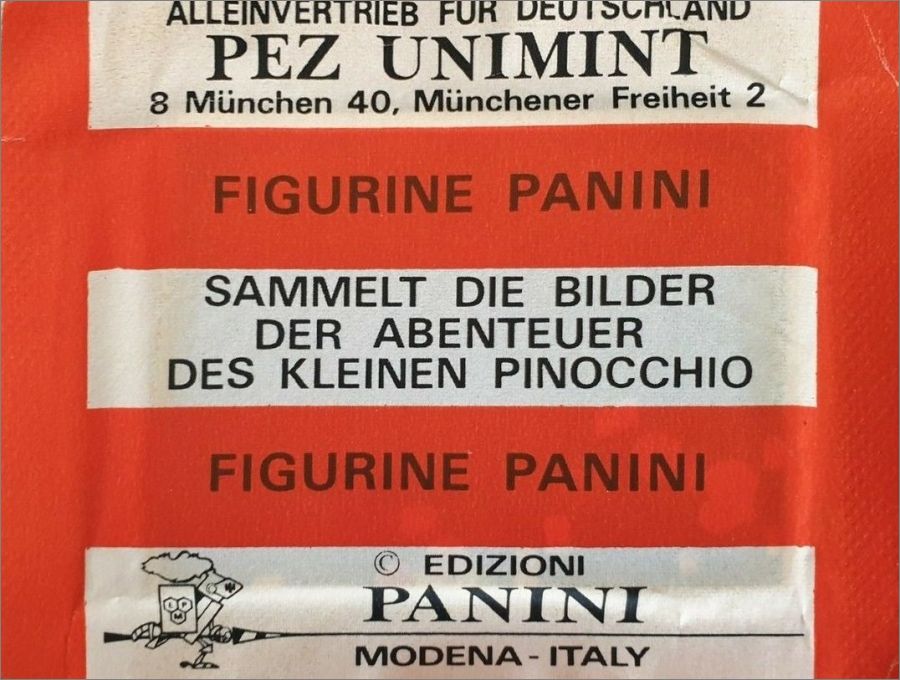 ALLEINVERTRIEB FÜR DEUTSCHLAND
PEZ UNIMINT
8 München 40, Münchener Freiheit 2
FIGURINE PANINI
SAMMELT DIE BILDER
DER ABENTEUER
DES KLEINEN PINOCCHIO
FIGURINE PANINI
© EDIZIONI
PANINI
MODENA - ITALY